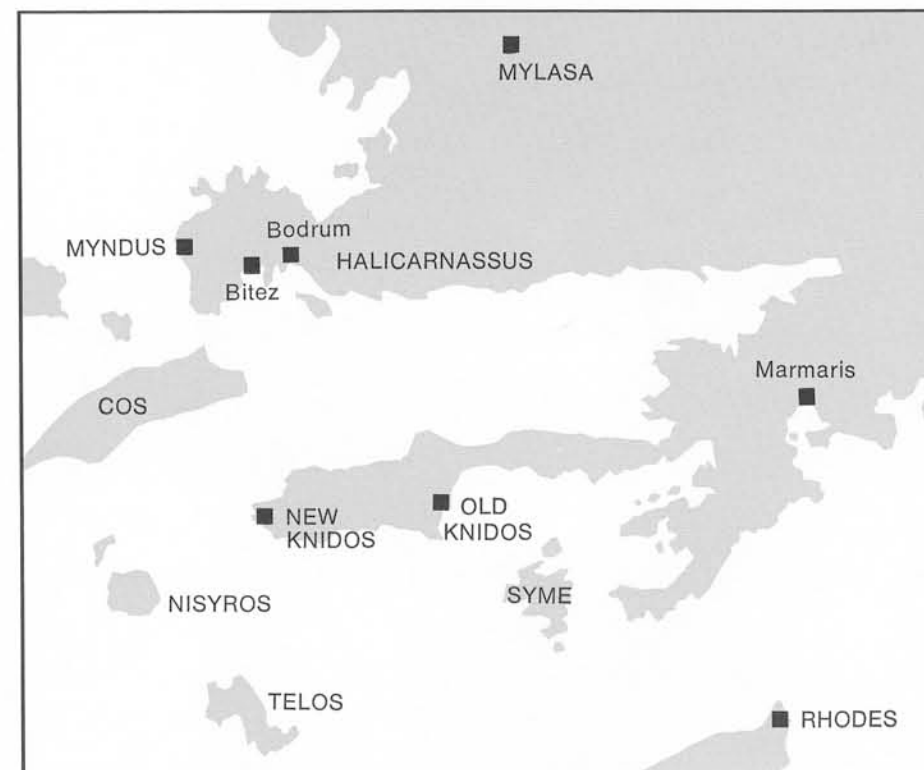 MYLASA
Bodrum
MYNDUS
HALICARNASSUS
Bitez
Marmaris
COS
NEW
KNIDOS
OLD
KNIDOS
NISYROS
SYME
TELOS
RHODES